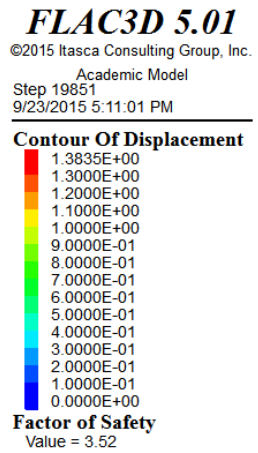 FLAC3D 5.01
©2015 Itasca Consulting Group, Inc.
Academic Model
Step 19851
9/23/2015 5:11:01 PM
Contour Of Displacement
1.3835E+00
1.3000E+00
1.2000E+00
1.1000E+00
1.0000E+00
9.0000E-01
8.0000E-01
7.0000E-01
6.0000E-01
5.0000E-01
4.0000E-01
3.0000E-01
2.0000E-01
1.0000E-01
0.0000E+00
Factor of Safety
Value = 3.52